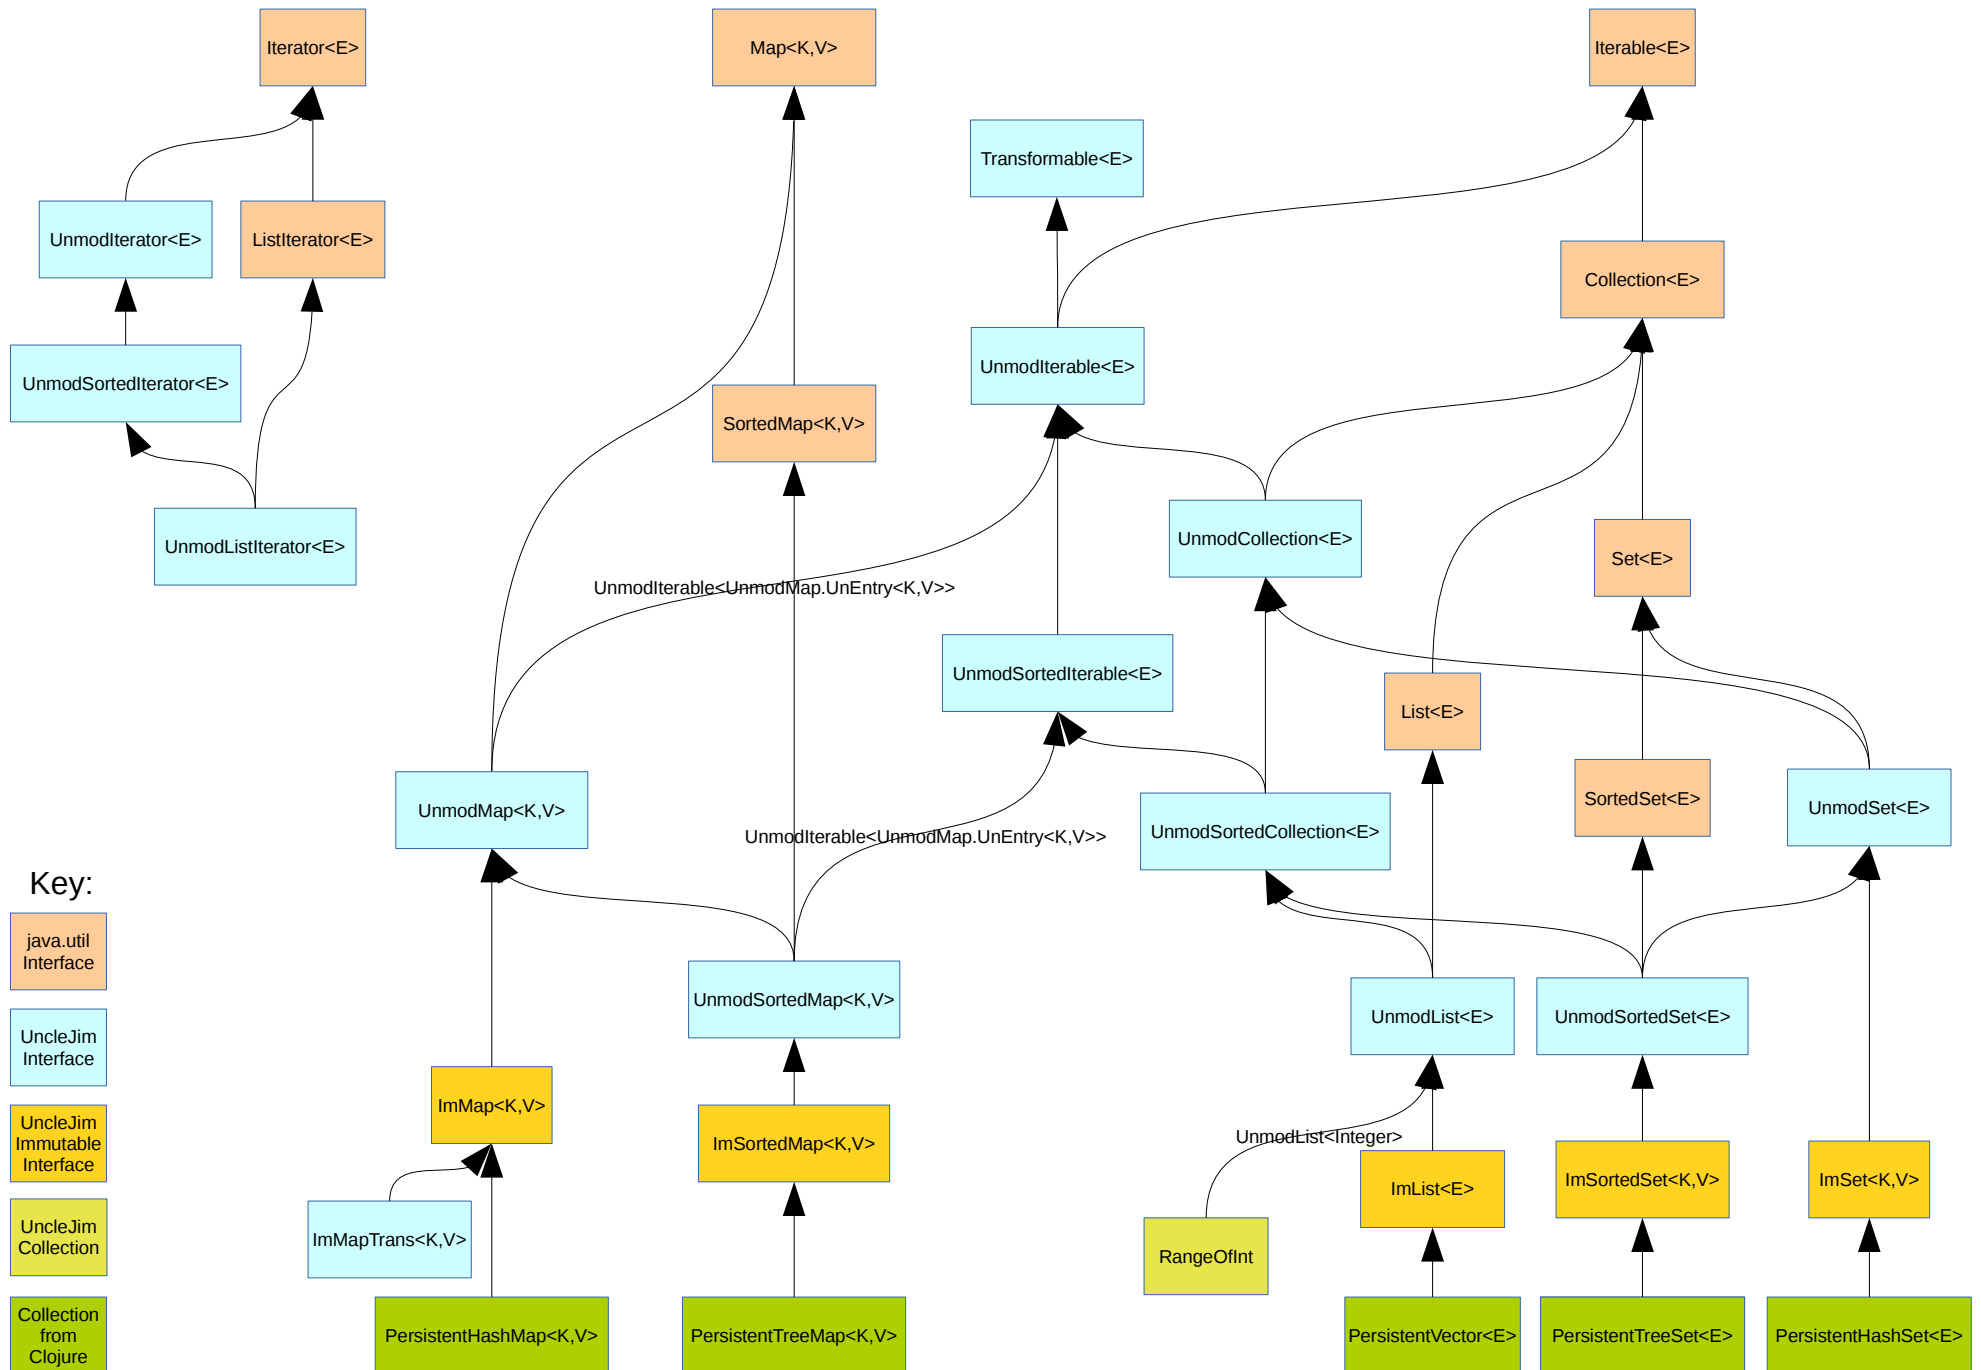 Iterator<E>
Map<K,V>
Iterable<E>
Transformable<E>
UnmodIterator<E>
ListIterator<E>
Collection<E>
UnmodIterable<E>
UnmodSortedIterator<E>
SortedMap<K,V>
UnmodListIterator<E>
UnmodCollection<E>
Set<E>
UnmodIterable<UnmodMap.UnEntry<K,V>>
UnmodSortedIterable<E>
List<E>
UnmodMap<K,V>
SortedSet<E>
UnmodSet<E>
UnmodIterable<UnmodMap.UnEntry<K,V>>
UnmodSortedCollection<E>
Key:
java.util
Interface
UnmodSortedMap<K,V>
UnmodList<E>
UnmodSortedSet<E>
UncleJim
Interface
ImMap<K,V>
UncleJim
Immutable
Interface
ImSortedMap<K,V>
UnmodList<Integer>
ImList<E>
ImSortedSet<K,V>
ImSet<K,V>
UncleJim
Collection
ImMapTrans<K,V>
RangeOfInt
Collection
from
Clojure
PersistentHashMap<K,V>
PersistentTreeMap<K,V>
PersistentVector<E>
PersistentTreeSet<E>
PersistentHashSet<E>